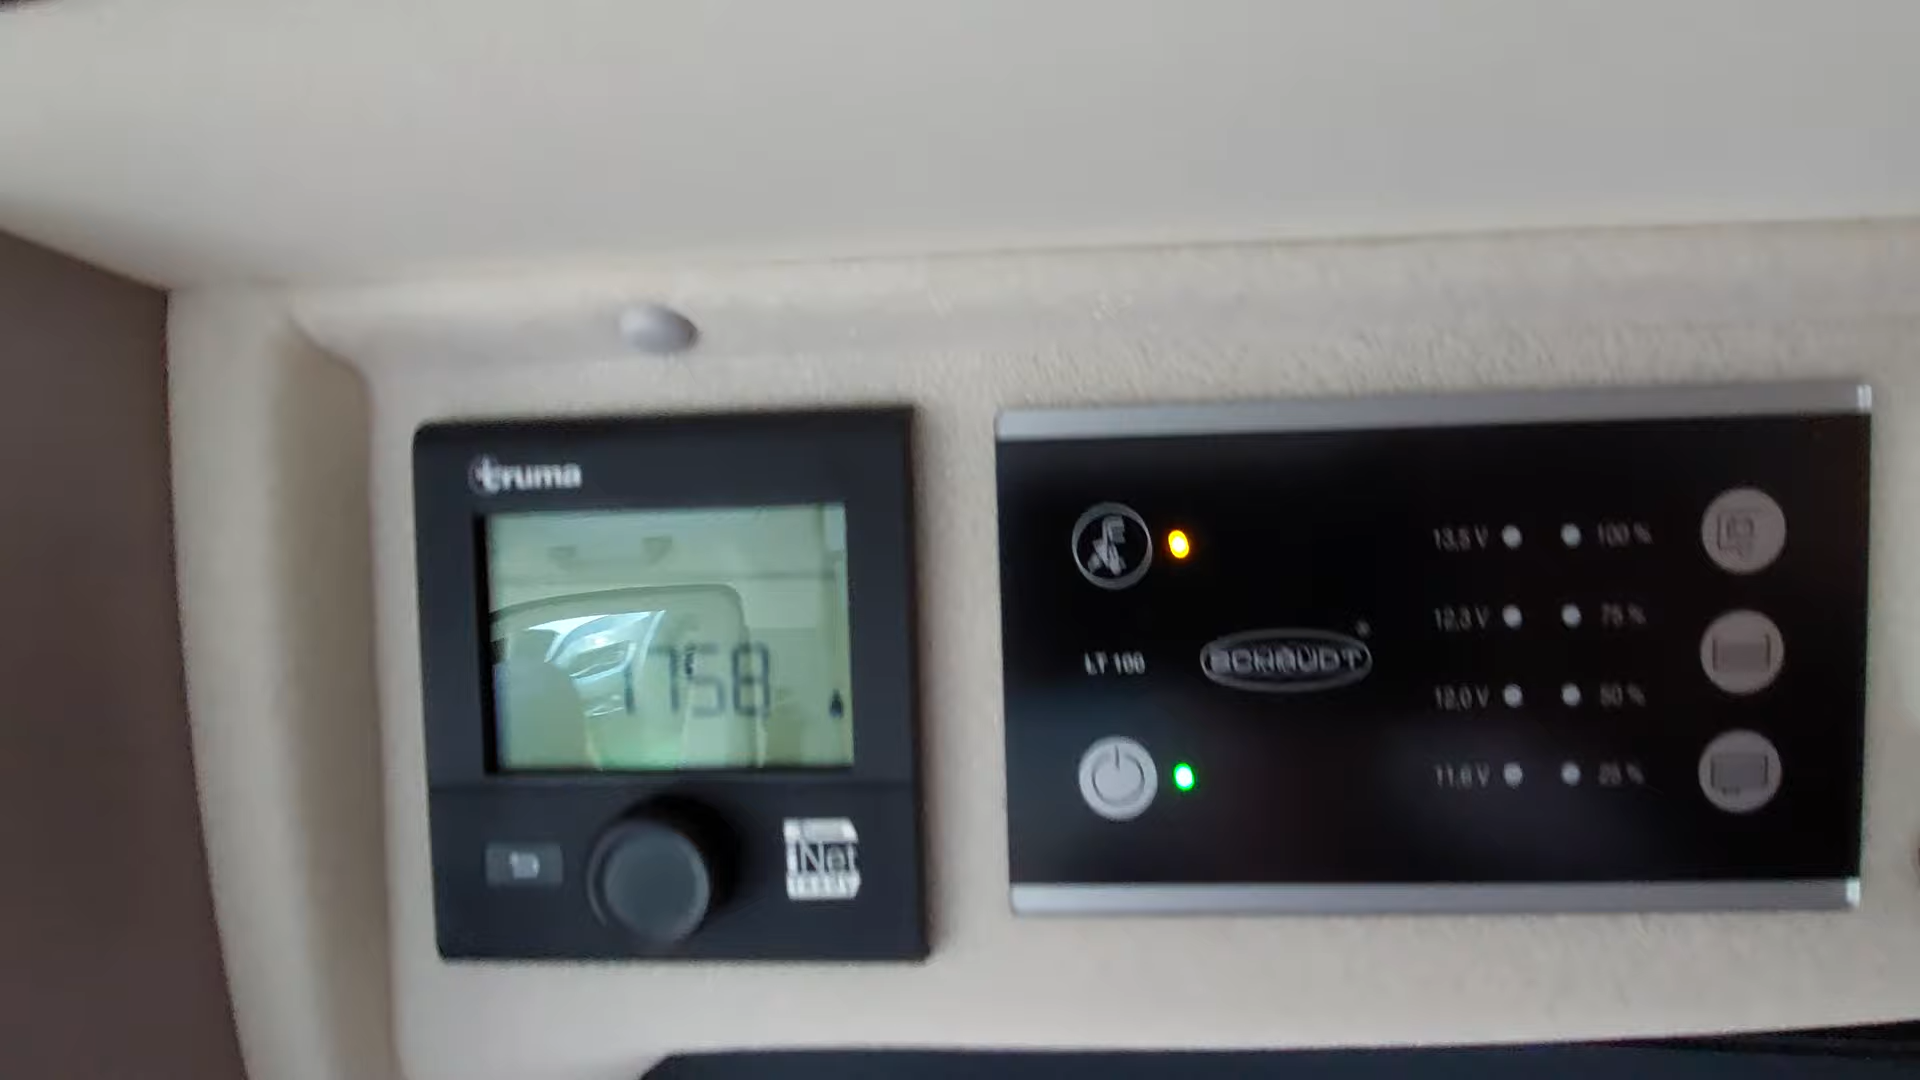 truma
17:58
iNet
READY
LT 100
SCHAUDT
13,5 V 100 %
12,3 V 75 %
12,0 V 50 %
11,6 V 25 %